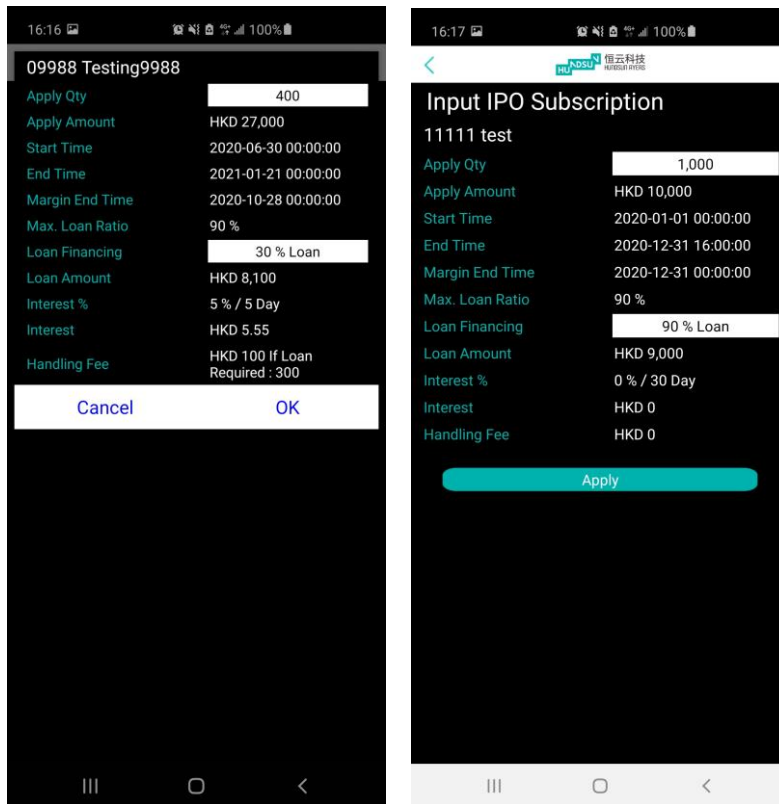 16:16 4G+ 100%
09988 Testing9988
Apply Qty 400
Apply Amount HKD 27,000
Start Time 2020-06-30 00:00:00
End Time 2021-01-21 00:00:00
Margin End Time 2020-10-28 00:00:00
Max. Loan Ratio 90 %
Loan Financing 30 % Loan
Loan Amount HKD 8,100
Interest % 5 % / 5 Day
Interest HKD 5.55
Handling Fee HKD 100 If Loan
Required : 300
Cancel OK
16:17 4G+ 100%
HUNDSUN 恒云科技
HUNDSUN AYERS
Input IPO Subscription
11111 test
Apply Qty 1,000
Apply Amount HKD 10,000
Start Time 2020-01-01 00:00:00
End Time 2020-12-31 16:00:00
Margin End Time 2020-12-31 00:00:00
Max. Loan Ratio 90 %
Loan Financing 90 % Loan
Loan Amount HKD 9,000
Interest % 0 % / 30 Day
Interest HKD 0
Handling Fee HKD 0
Apply